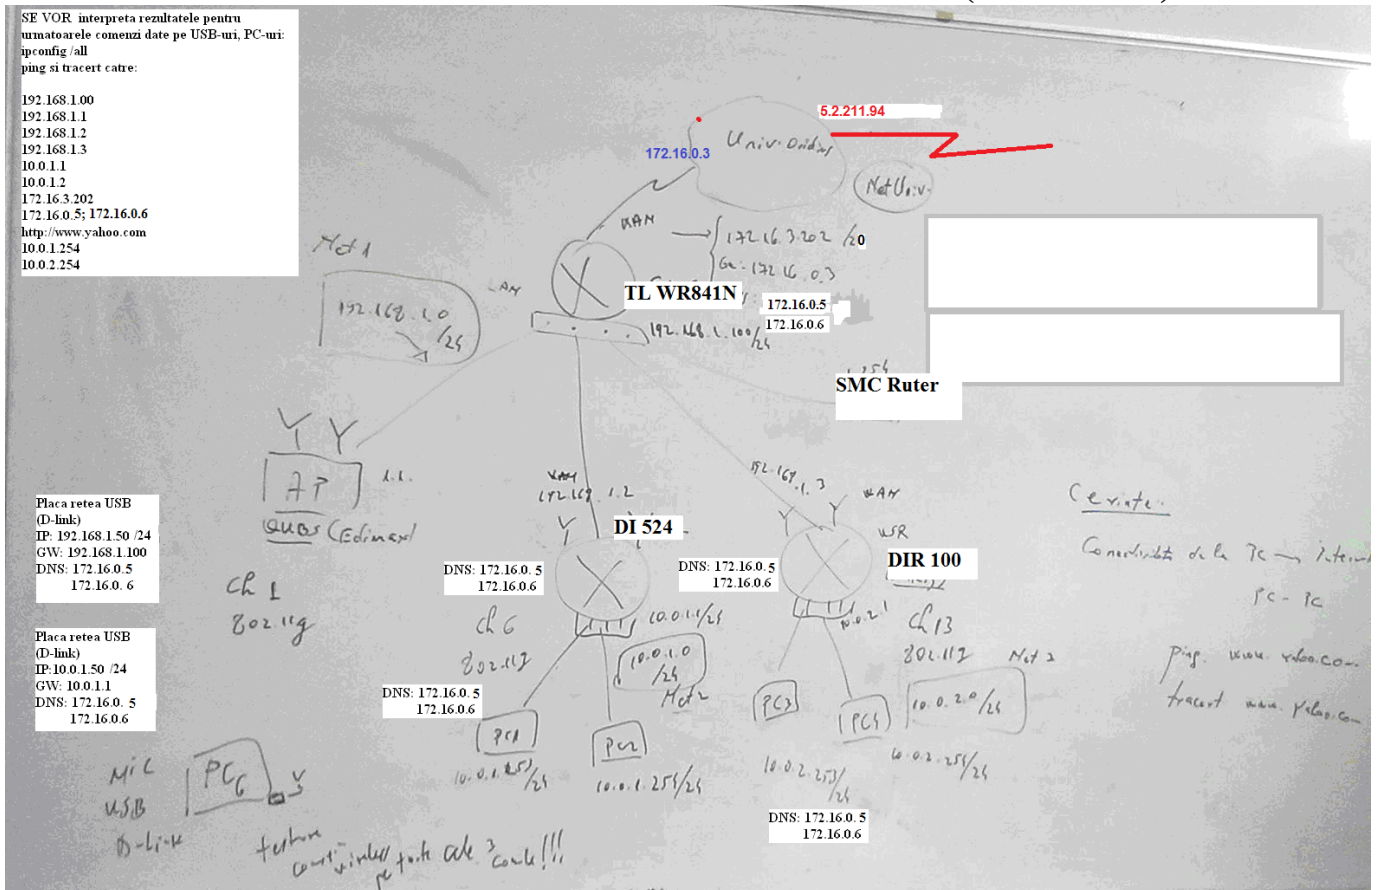 SE VOR interpreta rezultatele pentru
urmatoarele comenzi date pe USB-uri, PC-uri:
ipconfig /all
ping si tracert catre:
192.168.1.00
192.168.1.1
192.168.1.2
192.168.1.3
10.0.1.1
10.0.1.2
172.16.3.202
172.16.0.5; 172.16.0.6
http://www.yahoo.com
10.0.1.254
10.0.2.254
5.2.211.94
172.16.0.3
Net Univ.
WAN
172.16.3.202 /20
Gw: 172.16.0.3
TL WR841N
172.16.0.5
172.16.0.6
192.168.1.100/24
LAN
192.168.1.0
/24
SMC Ruter
AP
1.1.
(Edimax)
Ch 1
802.11g
Placa retea USB
(D-link)
IP: 192.168.1.50 /24
GW: 192.168.1.100
DNS: 172.16.0.5
172.16.0. 6
Placa retea USB
(D-link)
IP:10.0.1.50 /24
GW: 10.0.1.1
DNS: 172.16.0. 5
172.16.0.6
WAN
192.168.1.2
DI 524
DNS: 172.16.0. 5
172.16.0.6
Ch 6
802.11g
10.0.1.1/24
10.0.1.0
/24
DNS: 172.16.0. 5
172.16.0.6
PC1
10.0.1.253
/24
PC2
10.0.1.254/24
192.168.1.3
WAN
DIR 100
DNS: 172.16.0. 5
172.16.0.6
10.0.2.1
Ch 13
802.11g
10.0.2.0/24
PC3
10.0.2.253/
24
10.0.2.254/24
DNS: 172.16.0. 5
172.16.0.6
Cerinte:
de la PC
PC - PC
ping www.yahoo.com
tracert www.yahoo.com
PC6
USB
D-link